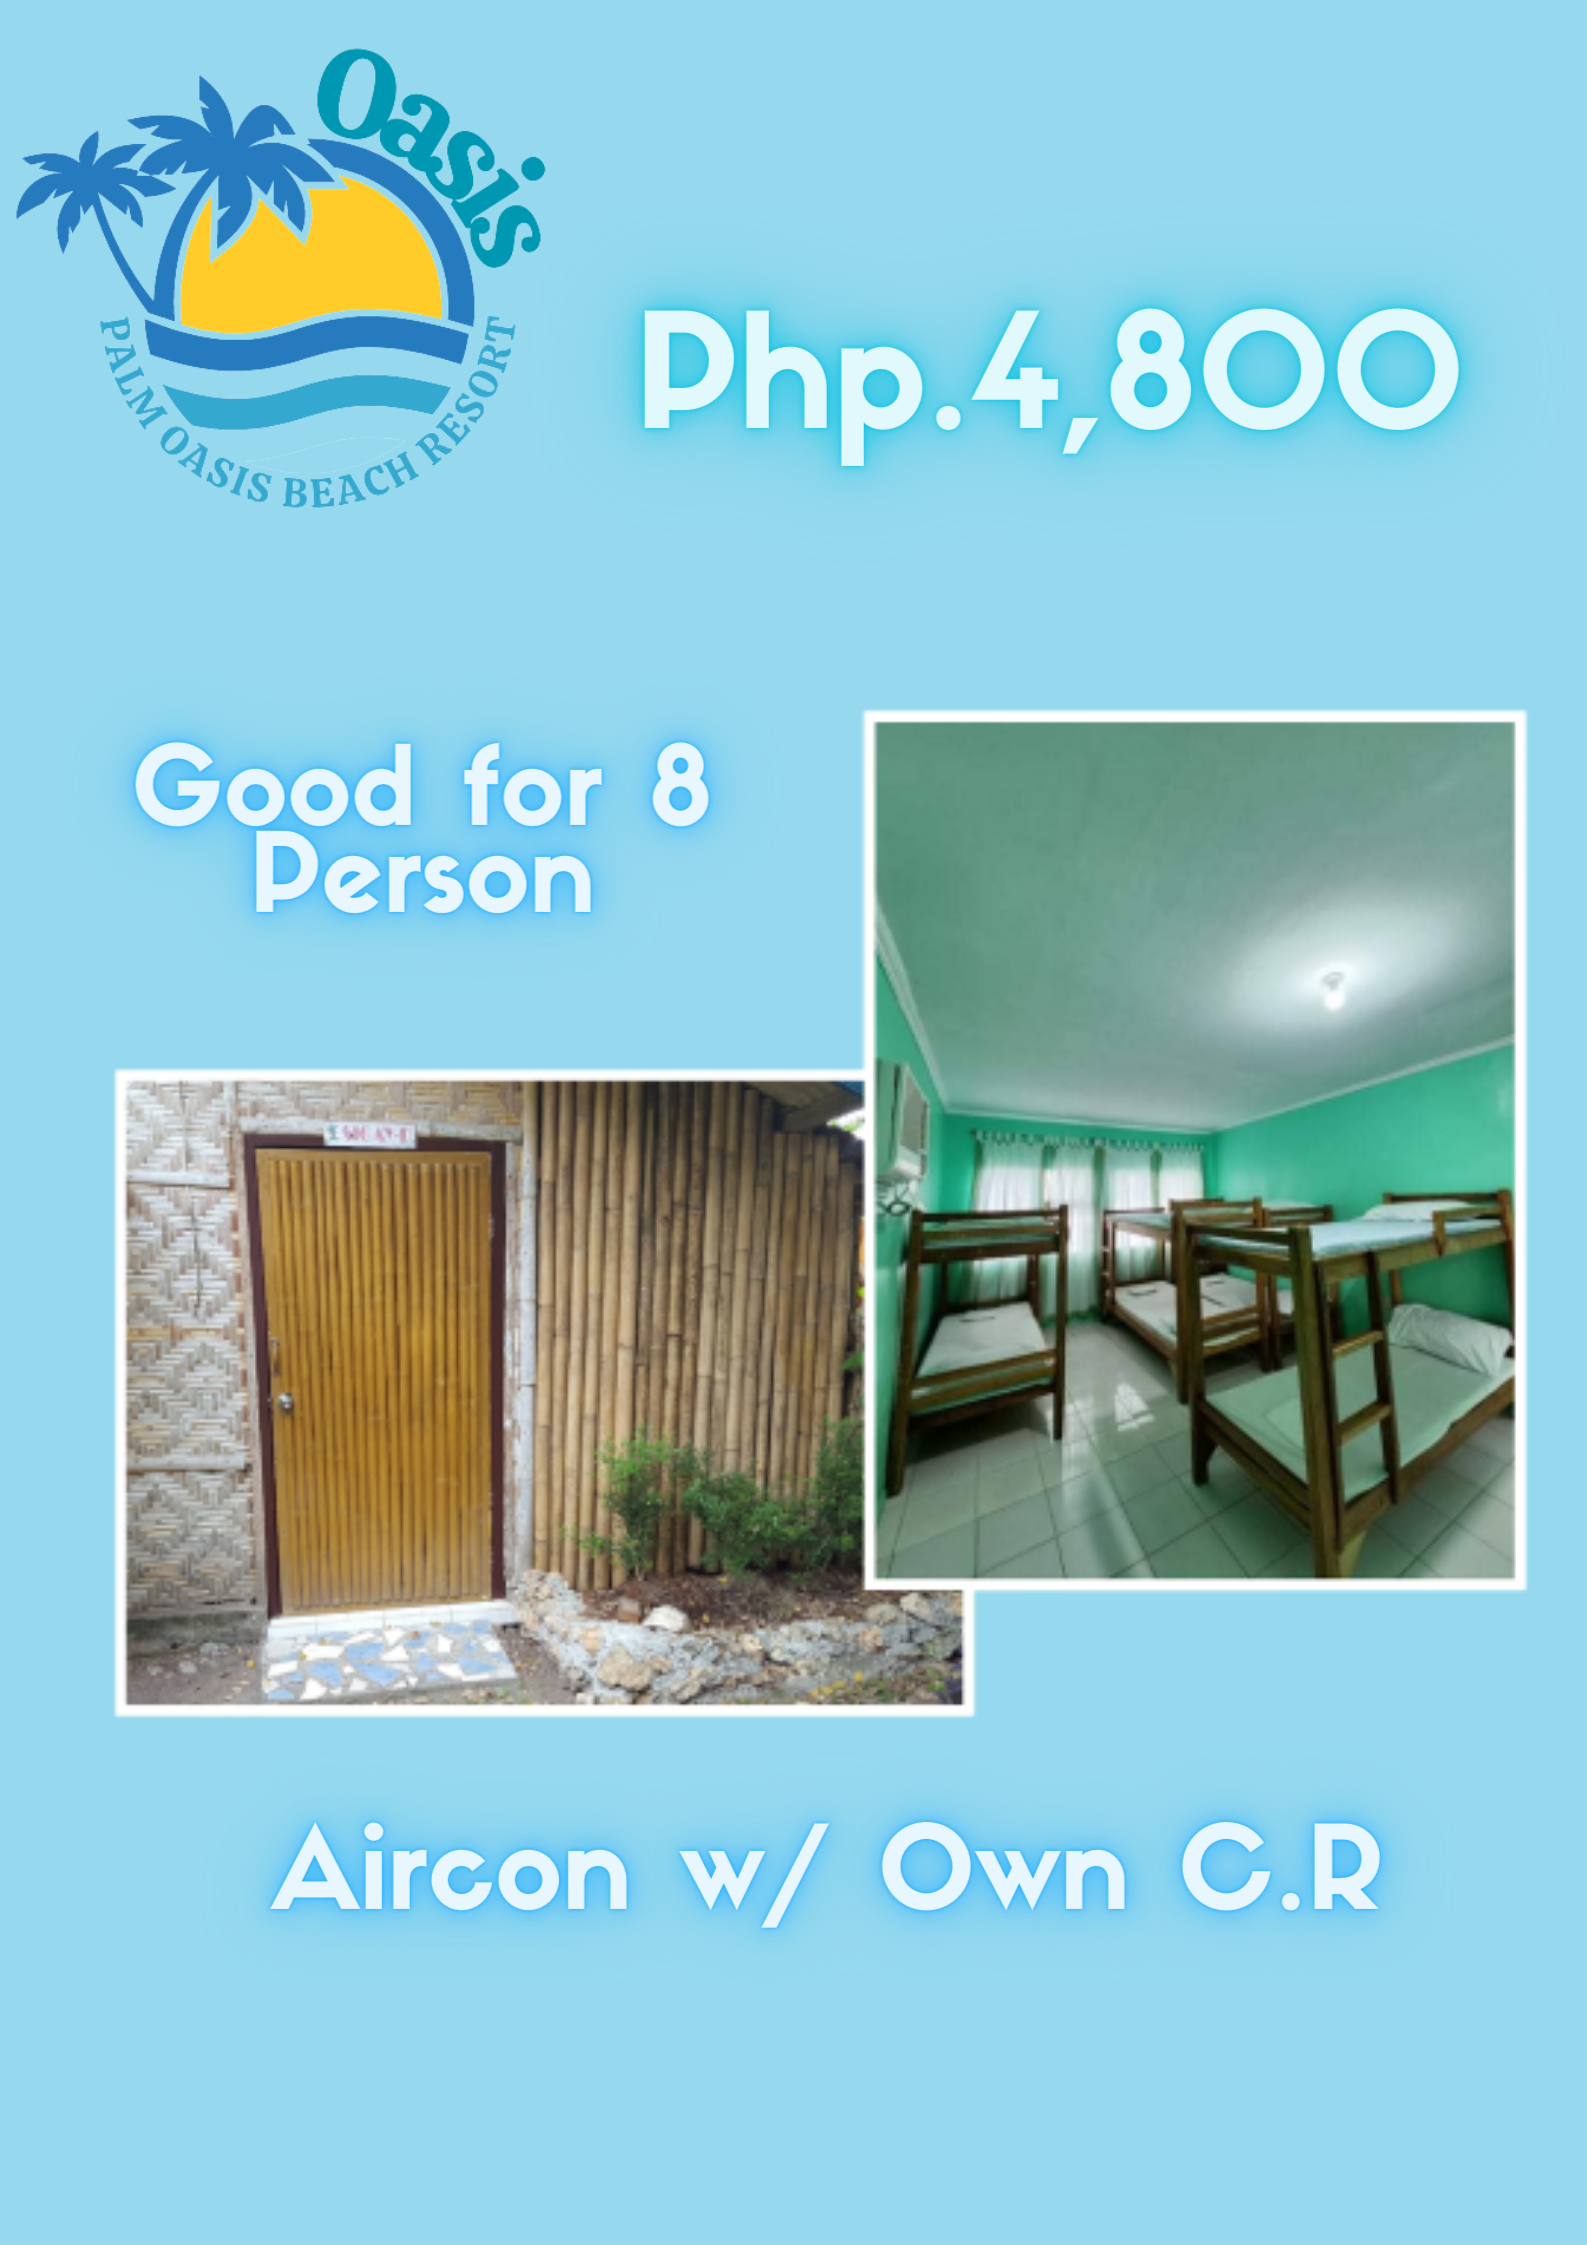 Oasis
PALM OASIS BEACH RESORT
Php.4,800
Good for 8
Person
Aircon w/ Own C.R